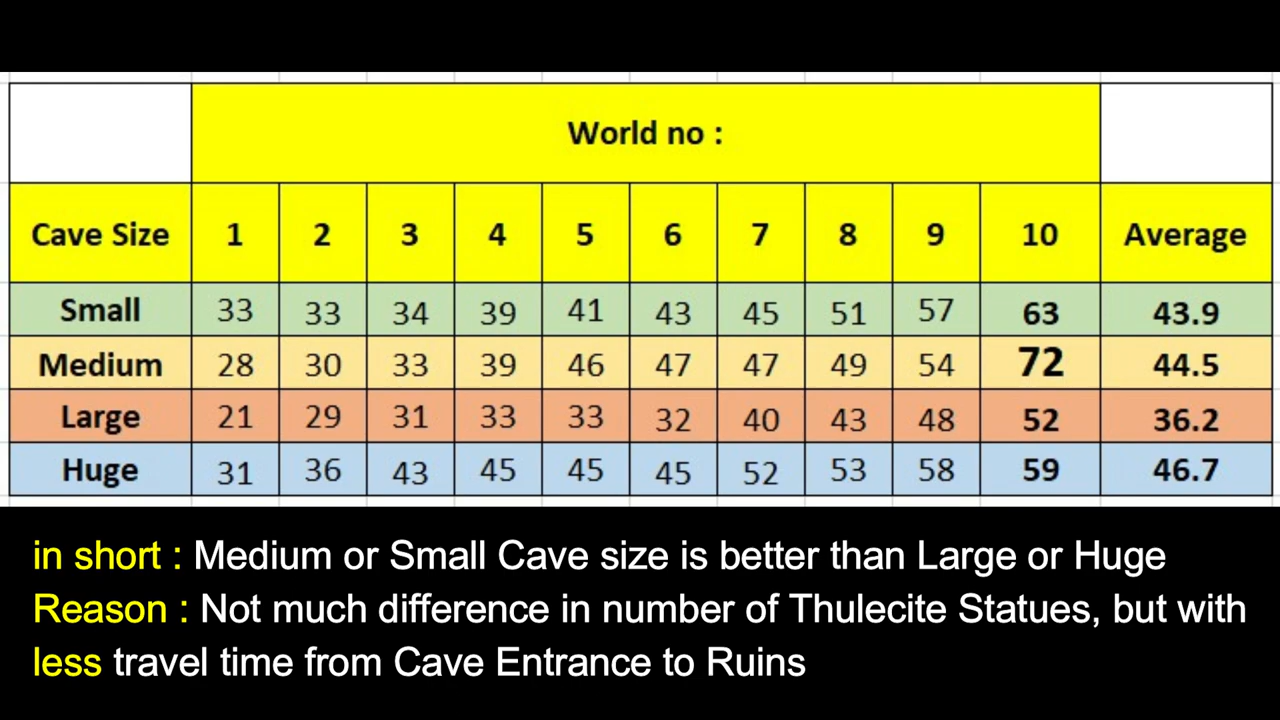 World no :
Cave Size 1 2 3 4 5 6 7 8 9 10 Average
Small 33 33 34 39 41 43 45 51 57 63 43.9
Medium 28 30 33 39 46 47 47 49 54 72 44.5
Large 21 29 31 33 33 32 40 43 48 52 36.2
Huge 31 36 43 45 45 45 52 53 58 59 46.7
in short : Medium or Small Cave size is better than Large or Huge
Reason : Not much difference in number of Thulecite Statues, but with
less travel time from Cave Entrance to Ruins